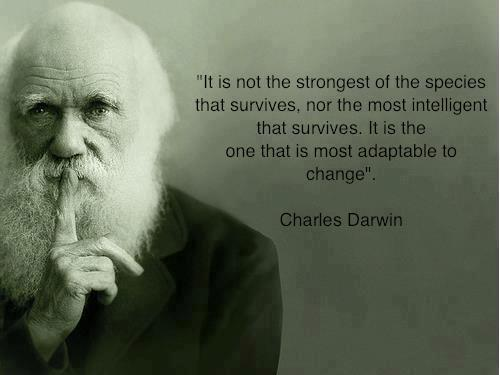 "It is not the strongest of the species
that survives, nor the most intelligent
that survives. It is the
one that is most adaptable to
change".
Charles Darwin